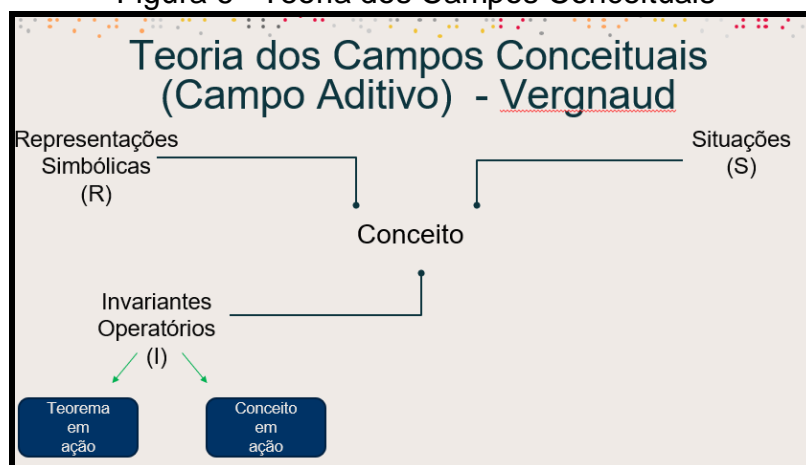 Teoria dos Campos Conceituais
(Campo Aditivo) - Vergnaud
Representações
Simbólicas
(R)
Situações
(S)
Conceito
Invariantes
Operatórios
(I)
Teorema
em
ação
Conceito
em
ação